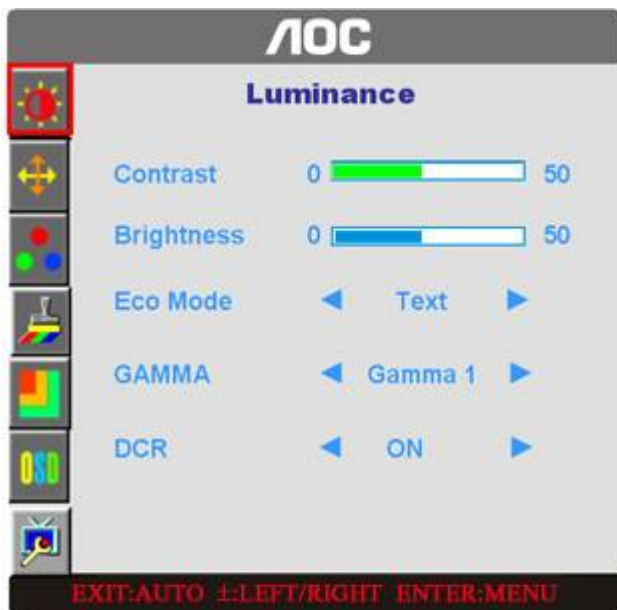 AOC
Luminance
Contrast 0 50
Brightness 0 50
Eco Mode Text
GAMMA Gamma 1
DCR ON
OSD
EXIT:AUTO ±:LEFT/RIGHT ENTER:MENU